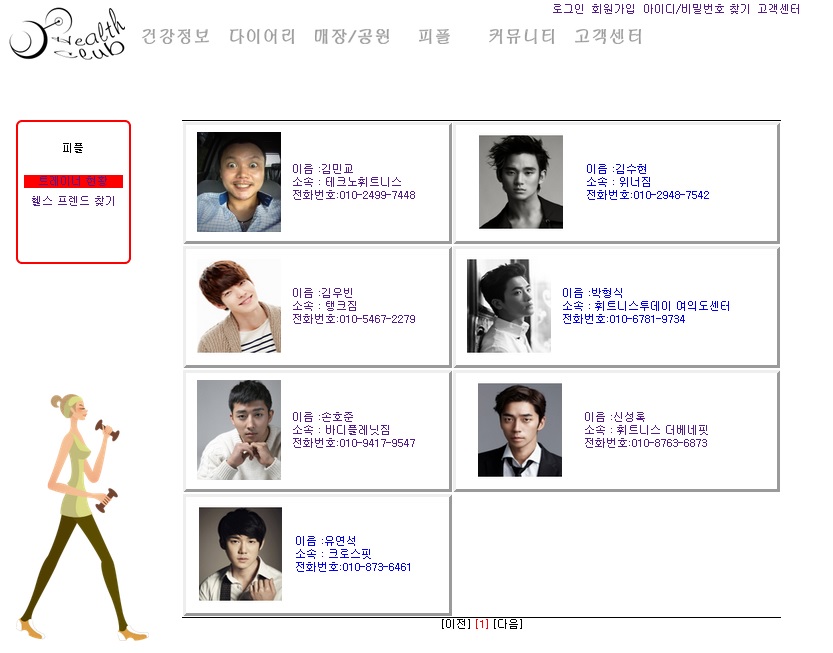 로그인 회원가입 아이디/비밀번호 찾기 고객센터
Health Club
건강정보 다이어리 매장/공원 피플 커뮤니티 고객센터
피플
트레이너 현황
헬스 프렌드 찾기
이름 :김민교
소속 : 테크노휘트니스
전화번호:010-2499-7448
이름 :김수현
소속 : 위너짐
전화번호:010-2948-7542
이름 :김우빈
소속 : 탱크짐
전화번호:010-5467-2279
이름 :박형식
소속 : 휘트니스투데이 여의도센터
전화번호:010-6781-9734
이름 :손호준
소속 : 바디플래닛짐
전화번호:010-9417-9547
이름 :신성록
소속 : 휘트니스 더베네핏
전화번호:010-8763-6873
이름 :유연석
소속 : 크로스핏
전화번호:010-873-6461
[이전] [1] [다음]